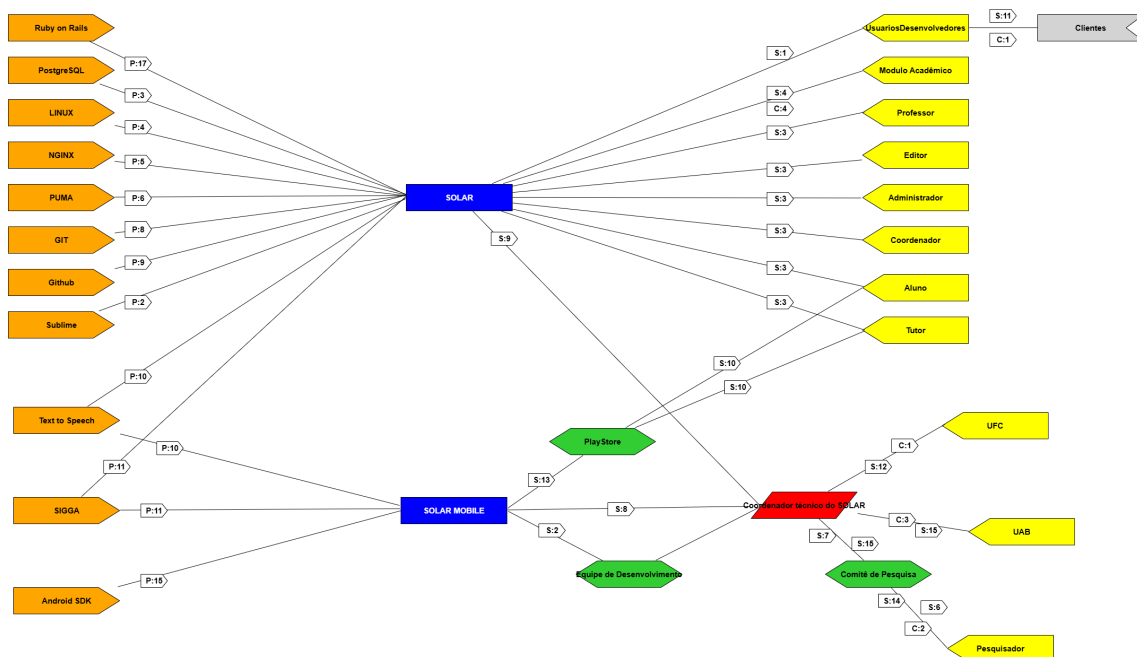 Ruby on Rails
UsuariosDesenvolvedores
S:11
C:1
Clientes
P:17
S:1
PostgreSQL
Modulo Acadêmico
P:3
S:4
C:4
LINUX
Professor
P:4
S:3
NGINX
Editor
P:5
S:3
PUMA
P:6
SOLAR
S:3
Administrador
GIT
P:8
S:9
S:3
Coordenador
Github
P:9
S:3
Aluno
Sublime
P:2
S:3
Tutor
P:10
S:10
S:10
Text to Speech
P:10
PlayStore
UFC
C:1
S:12
P:11
S:13
SIGGA
P:11
SOLAR MOBILE
S:8
Coordenador técnico do SOLAR
C:3
S:15
UAB
S:2
S:7
S:15
P:15
Equipe de Desenvolvimento
Comitê de Pesquisa
Android SDK
S:14
S:6
C:2
Pesquisador